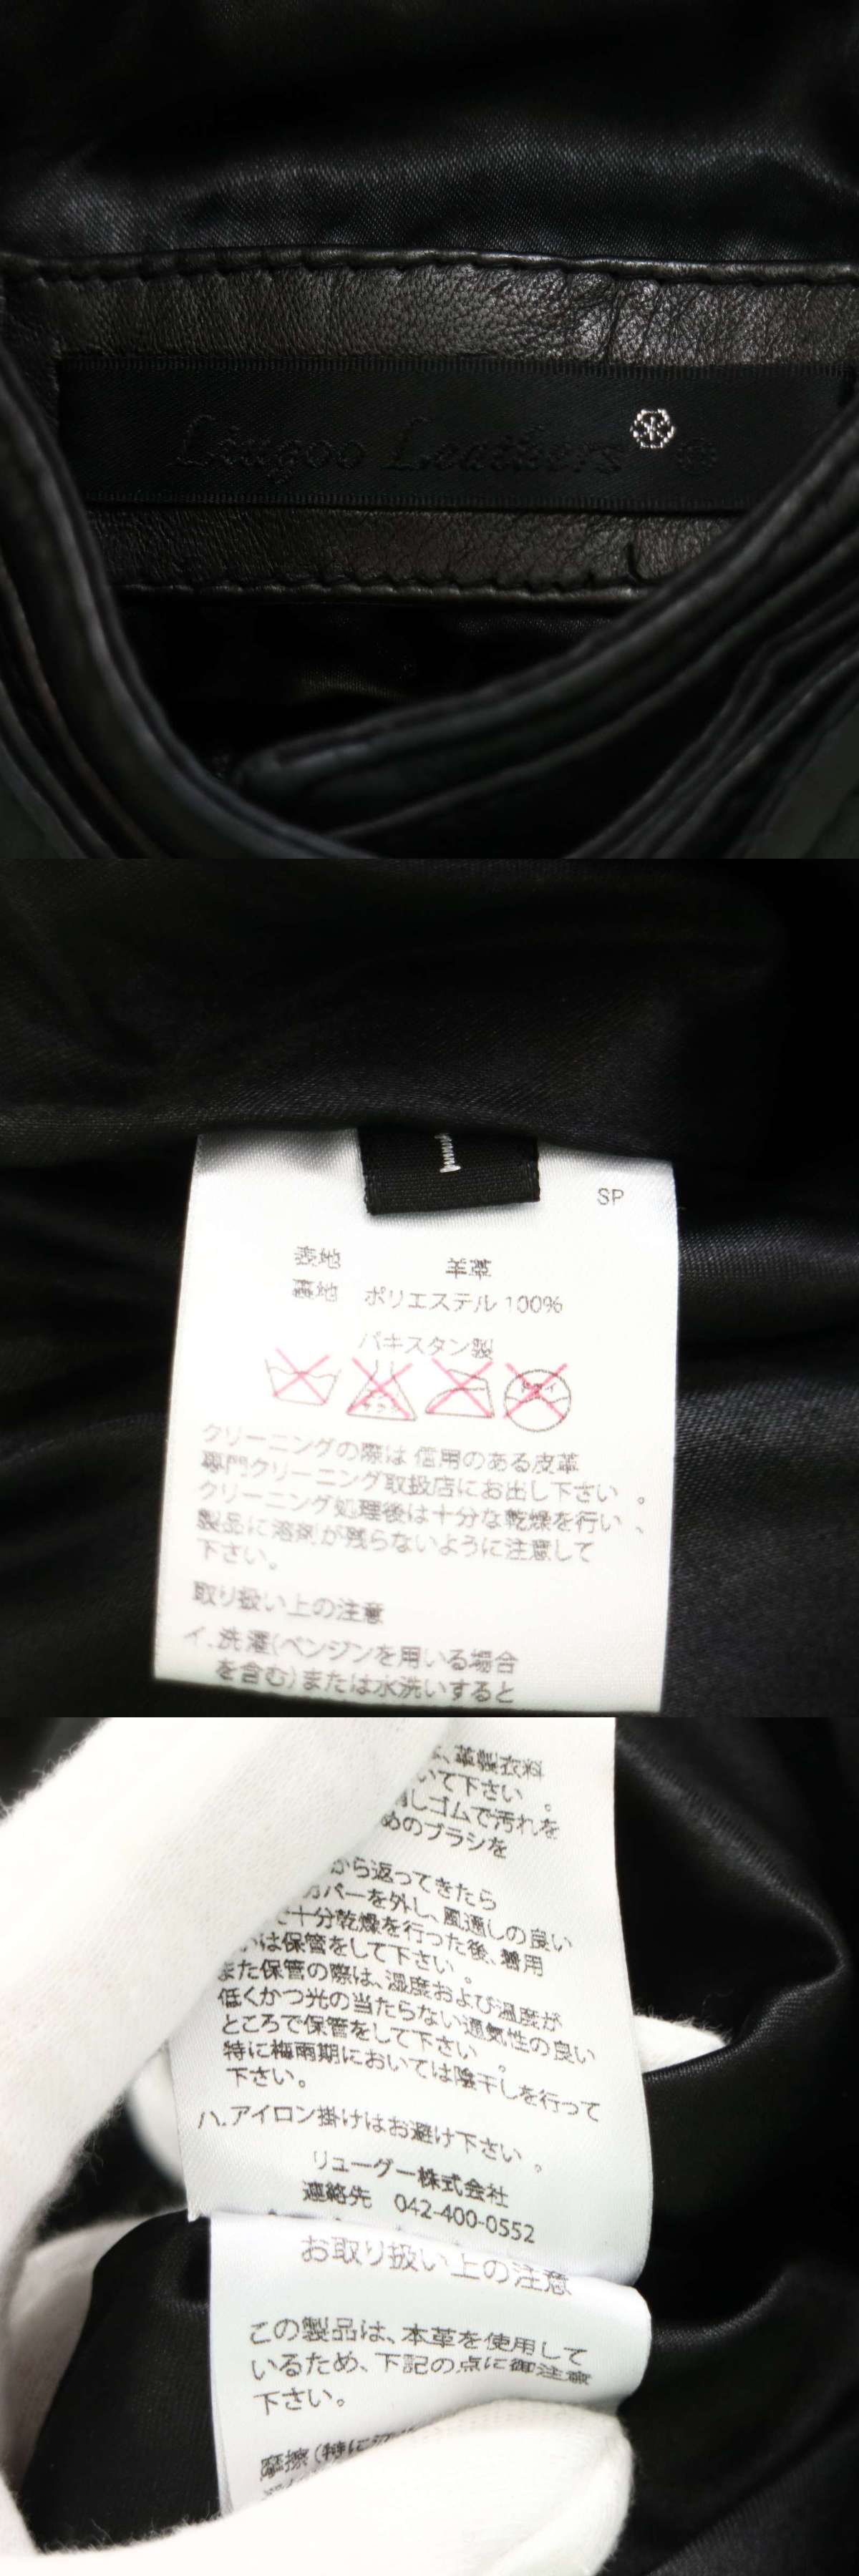 Liugoo Leathers
SP
表地 羊革
裏地 ポリエステル 100%
パキスタン製
クリーニングの際は 信用のある皮革
専門クリーニング取扱店にお出し下さい 。
クリーニング処理後は十分な乾燥を行い 、
製品に溶剤が残らないように注意して
下さい。
取り扱い上の注意
イ. 洗濯(ベンジンを用いる場合
を含む)または水洗いすると
、革製衣料
いて下さい 。
消しゴムで汚れを
めのブラシを
から返ってきたら
カバーを外し、風通しの良い
で十分乾燥を行った後、着用
いは保管をして下さい 。
また保管の際は、湿度および温度が
低くかつ光の当たらない通気性の良い
ところで保管をして下さい 。
特に梅雨期においては陰干しを行って
下さい。
ハ. アイロン掛けはお避け下さい 。
リューグー株式会社
連絡先 042-400-0552
お取り扱い上の注意
この製品は、本革を使用して
いるため、下記の点に御注意
下さい。
摩擦 (特に